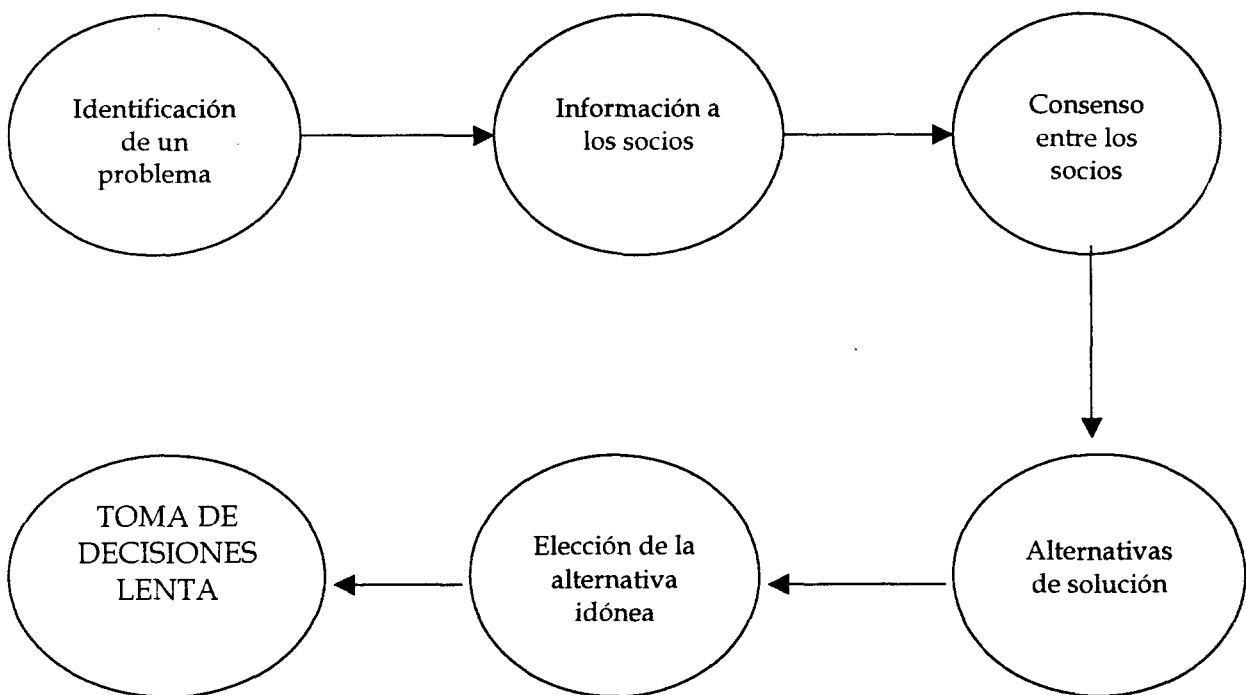 Identificación
de un
problema
Información a
los socios
Consenso
entre los
socios
Alternativas
de solución
Elección de la
alternativa
idónea
TOMA DE
DECISIONES
LENTA